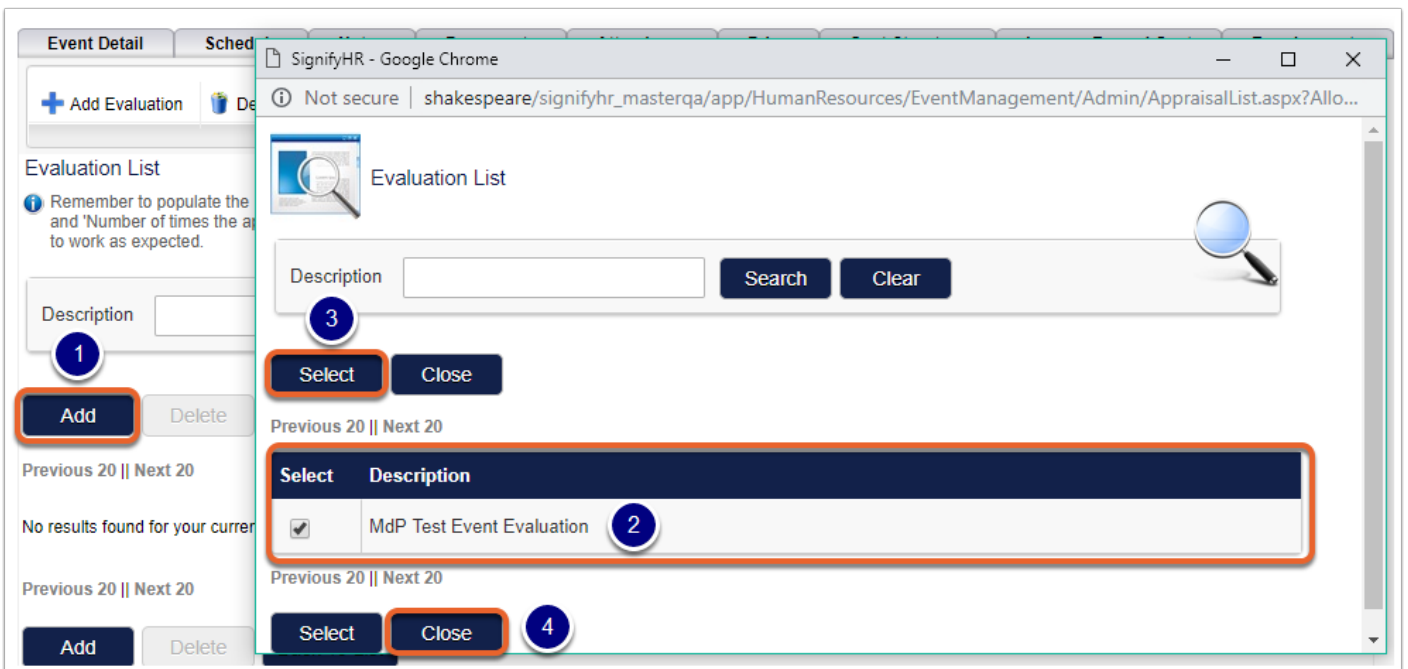 Event Detail
SignifyHR - Google Chrome
Not secure | shakespeare/signifyhr_masterqa/app/HumanResources/EventManagement/Admin/AppraisalList.aspx?Allo...
Add Evaluation
Evaluation List
Remember to populate the
and 'Number of times the
to work as expected.
Description
1
Add Delete
Previous 20 || Next 20
No results found for your
Previous 20 || Next 20
Add Delete
Evaluation List
Description Search Clear
3
Select Close
Previous 20 || Next 20
Select Description
MdP Test Event Evaluation 2
Previous 20 || Next 20
Select Close 4